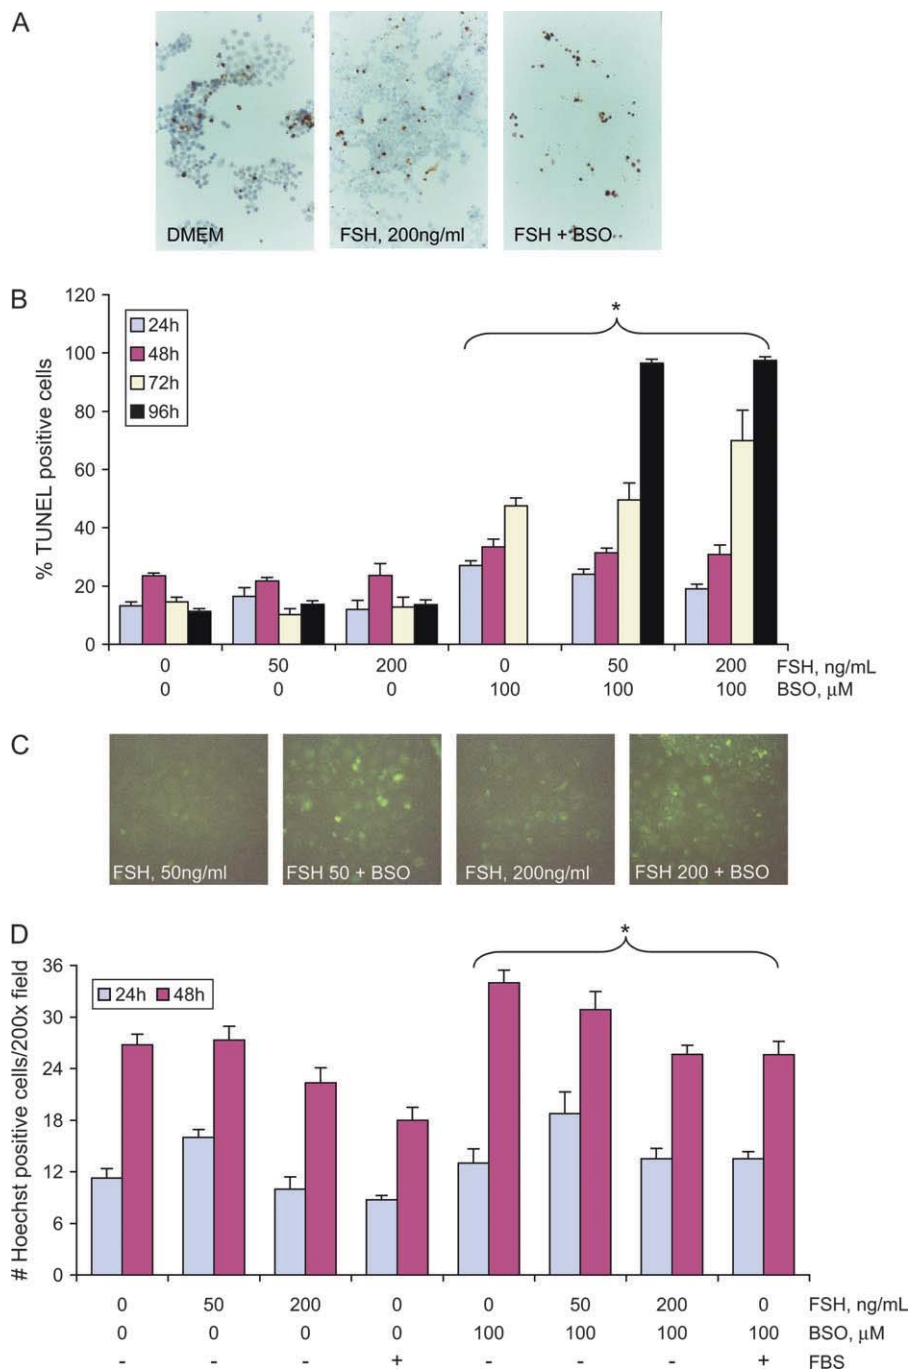 A
DMEM
FSH, 200ng/ml
FSH + BSO
B
*
120
100
80
60
40
20
0
% TUNEL positive cells
24h
48h
72h
96h
0 50 200 0 50 200 FSH, ng/mL
0 0 0 100 100 100 BSO, μM
C
FSH, 50ng/ml
FSH 50 + BSO
FSH, 200ng/ml
FSH 200 + BSO
D
*
36
30
24
18
12
6
0
# Hoechst positive cells/200x field
24h 48h
0 50 200 0 0 50 200 0 FSH, ng/mL
0 0 0 0 100 100 100 100 BSO, μM
- - - + - - - + FBS